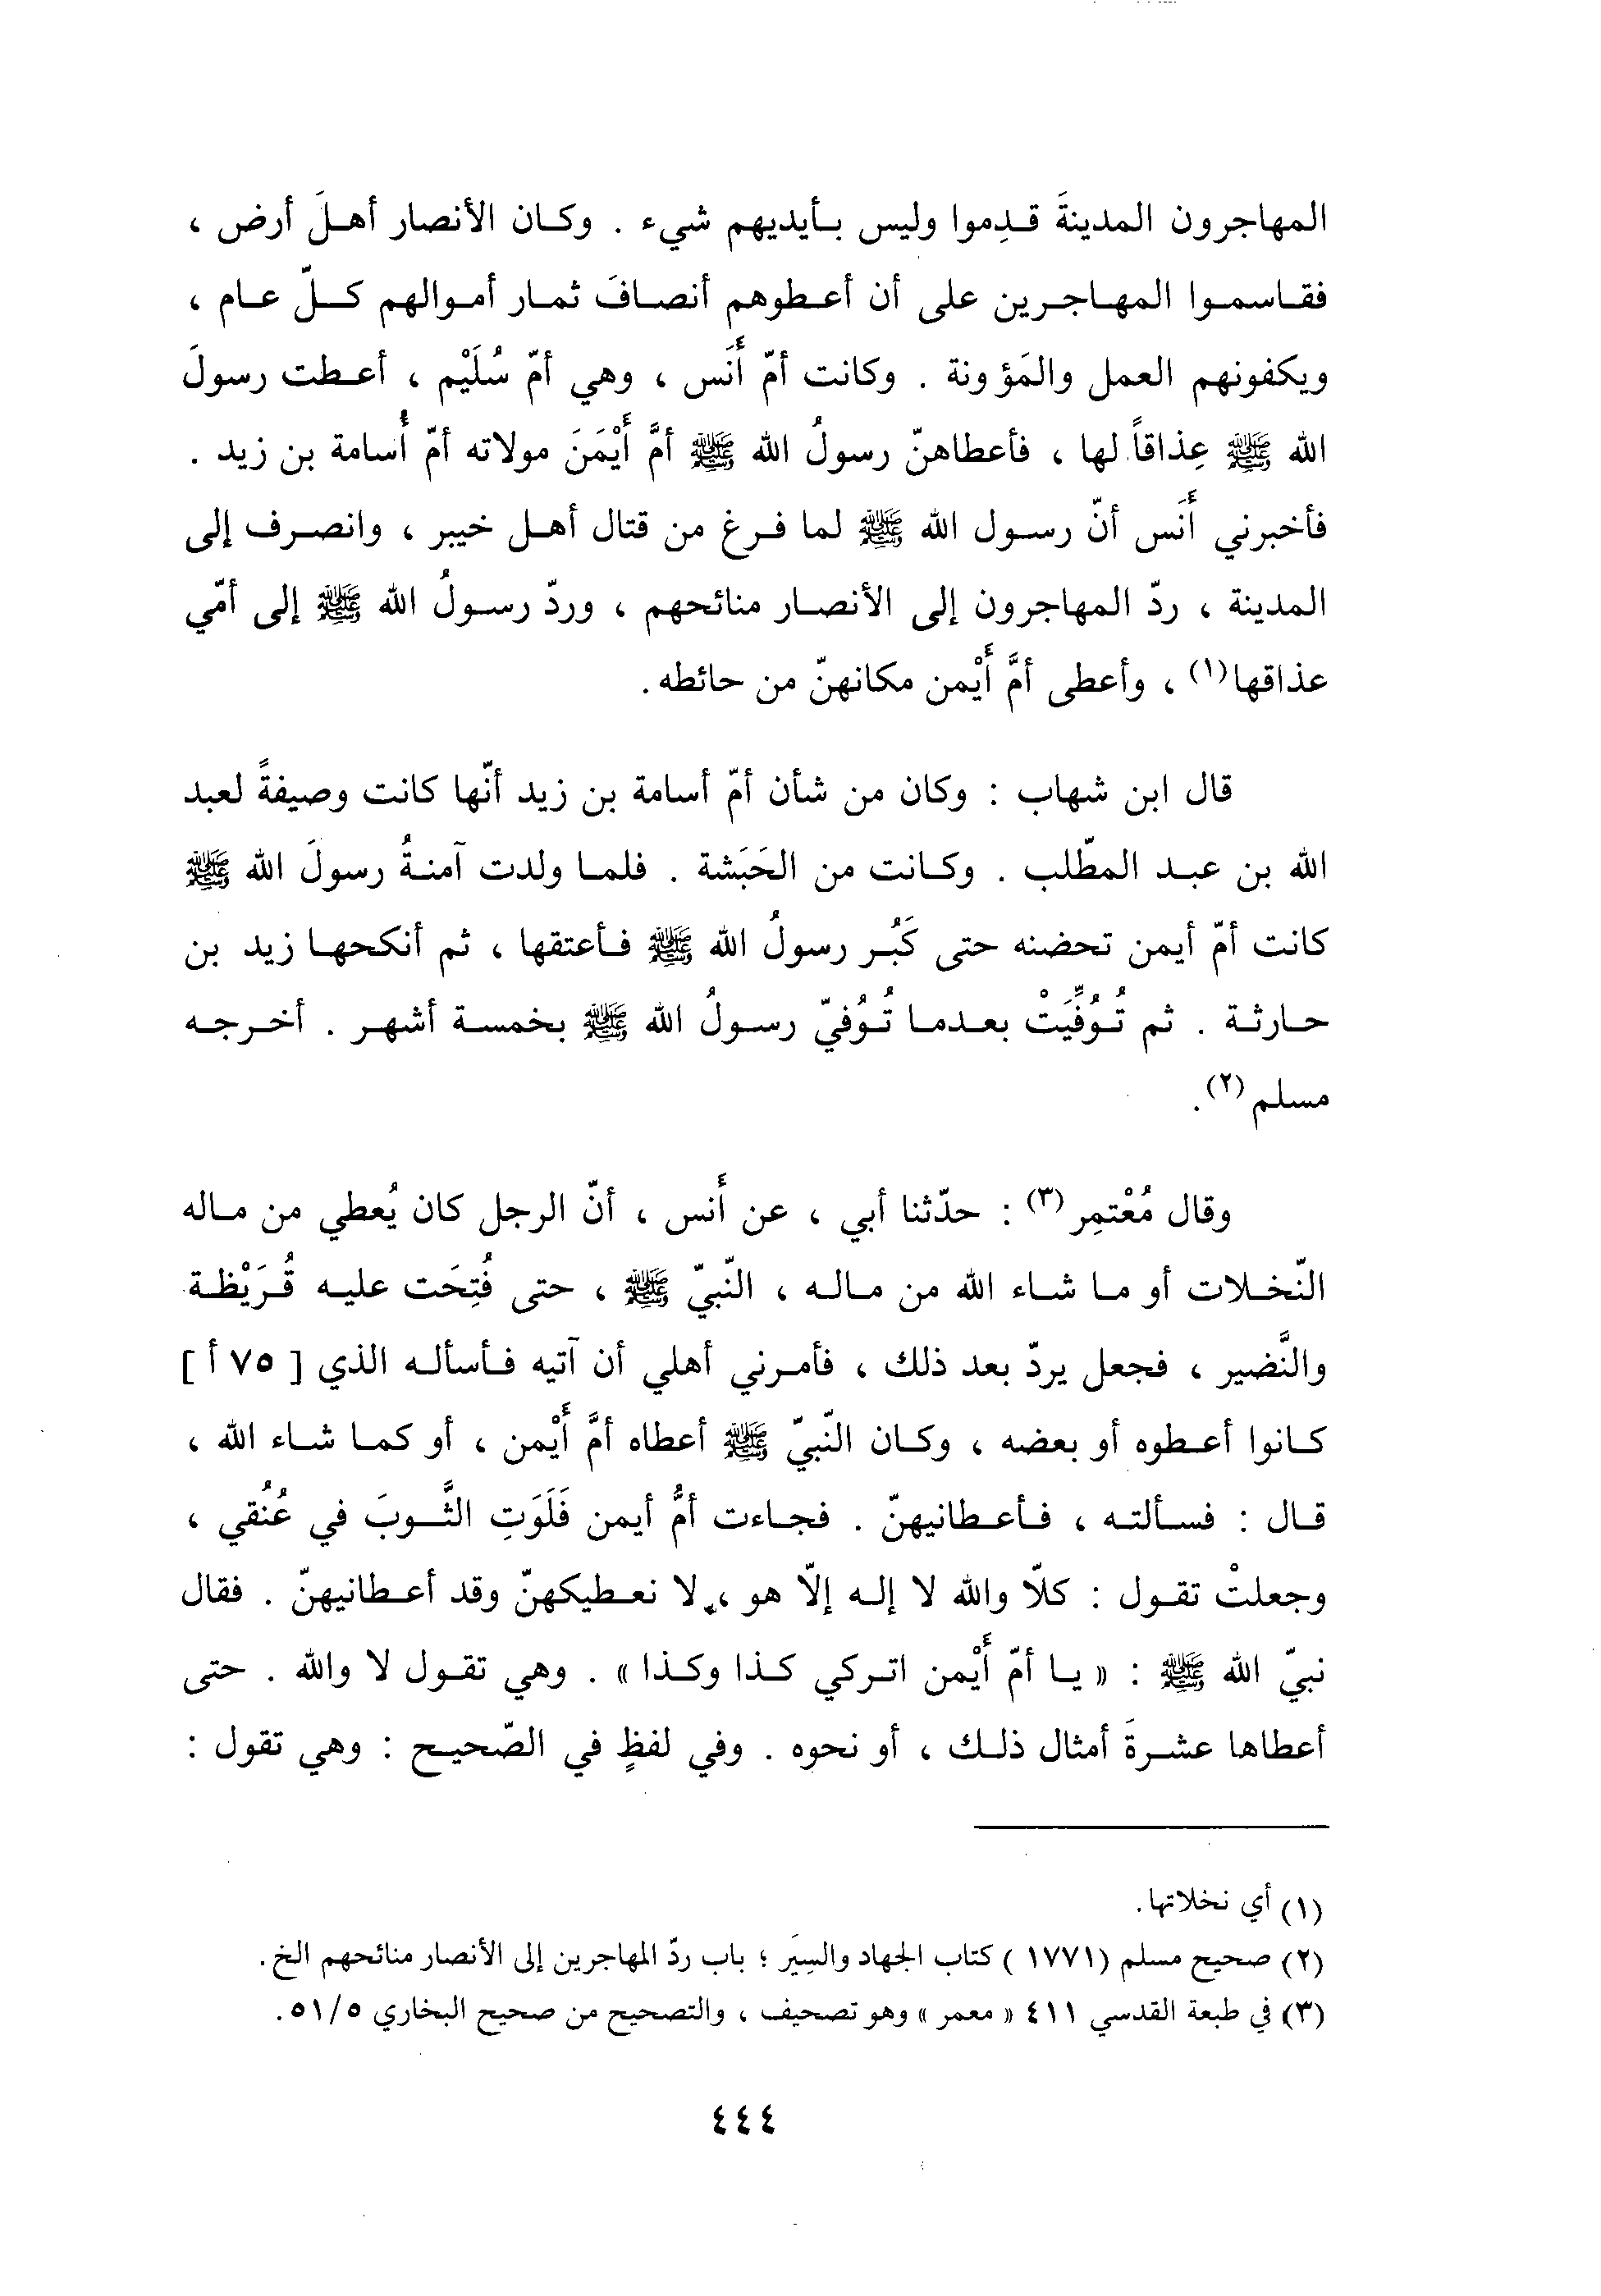 المهاجرون المدينةَ قدِموا وليس بأيديهم شيء . وكان الأنصار أهلَ أرض ،
فقاسموا المهاجرين على أن أعطوهم أنصافَ ثمار أموالهم كلّ عام ،
ويكفونهم العمل والمَؤونة . وكانت أمّ أَنَس ، وهي أمّ سُلَيْم ، أعطت رسولَ
الله ﷺ عِذاقاً لها ، فأعطاهنّ رسولُ الله ﷺ أمَّ أَيْمَنَ مولاته أمّ أُسامة بن زيد .
فأخبرني أَنَس أنّ رسول الله ﷺ لما فرغ من قتال أهل خيبر ، وانصرف إلى
المدينة ، ردّ المهاجرون إلى الأنصار منائحهم ، وردّ رسولُ الله ﷺ إلى أمّي
عذاقها(١) ، وأعطى أمَّ أَيْمن مكانهنّ من حائطه .
قال ابن شهاب : وكان من شأن أمّ أسامة بن زيد أنّها كانت وصيفةً لعبد
الله بن عبد المطّلب . وكانت من الحَبَشة . فلما ولدت آمنةُ رسولَ الله ﷺ
كانت أمّ أيمن تحضنه حتى كَبُر رسولُ الله ﷺ فأعتقها ، ثم أنكحها زيد بن
حارثة . ثم تُوُفِّيَتْ بعدما تُوُفيّ رسولُ الله ﷺ بخمسة أشهر . أخرجه
مسلم (٢).
وقال مُعْتمِر(٣) : حدّثنا أبي ، عن أَنس ، أنّ الرجل كان يُعطي من ماله
النّخلات أو ما شاء الله من ماله ، النّبيّ ﷺ ، حتى فُتِحَت عليه قُرَيْظة
والنَّضير ، فجعل يردّ بعد ذلك ، فأمرني أهلي أن آتيه فأسأله الذي [ ٧٥ أ ]
كانوا أعطوه أو بعضه ، وكان النّبيّ ﷺ أعطاه أمَّ أَيْمن ، أو كما شاء الله ،
قال : فسألته ، فأعطانيهنّ . فجاءت أمُّ أيمن فَلَوَتِ الثَّوبَ في عُنُقي ،
وجعلتْ تقول : كلّا والله لا إله إلّا هو ، لا نعطيكهنّ وقد أعطانيهنّ . فقال
نبيّ الله ﷺ : « يا أمّ أَيْمن اتركي كذا وكذا » . وهي تقول لا والله . حتى
أعطاها عشرةَ أمثال ذلك ، أو نحوه . وفي لفظٍ في الصّحيح : وهي تقول :
(١) أي نخلاتها .
(٢) صحيح مسلم (١٧٧١ ) كتاب الجهاد والسِيَر ؛ باب ردّ المهاجرين إلى الأنصار منائحهم الخ .
(٣) في طبعة القدسي ٤١١ « معمر » وهو تصحيف ، والتصحيح من صحيح البخاري ٥١/٥ .
٤٤٤